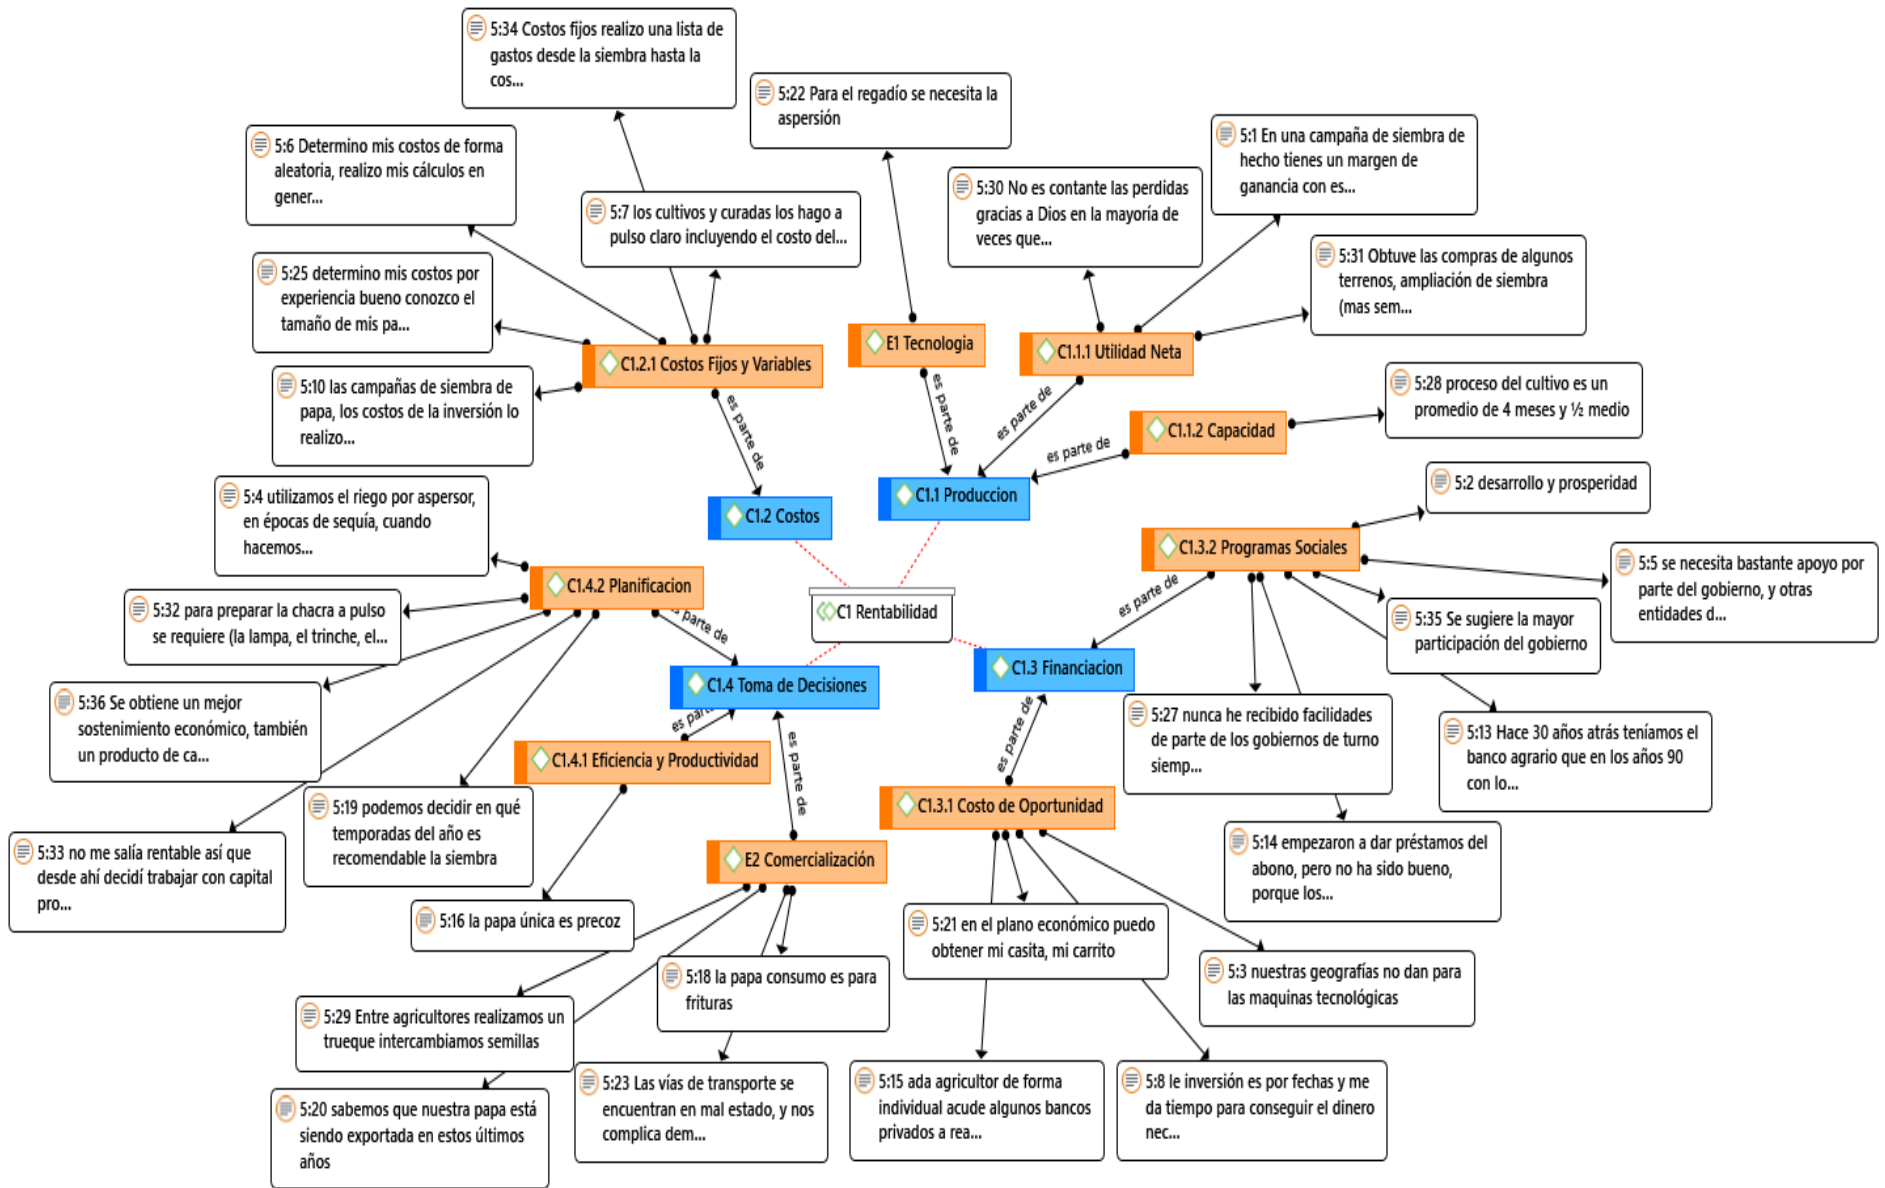 5:34 Costos fijos realizo una lista de
gastos desde la siembra hasta la
cos...
5:22 Para el regadío se necesita la
aspersión
5:6 Determino mis costos de forma
aleatoria, realizo mis cálculos en
gener...
5:1 En una campaña de siembra de
hecho tienes un margen de
ganancia con es...
5:30 No es contante las perdidas
gracias a Dios en la mayoría de
veces que...
5:7 los cultivos y curadas los hago a
pulso claro incluyendo el costo del...
5:25 determino mis costos por
experiencia bueno conozco el
tamaño de mis pa...
5:31 Obtuve las compras de algunos
terrenos, ampliación de siembra
(mas sem...
E1 Tecnologia
C1.1.1 Utilidad Neta
C1.2.1 Costos Fijos y Variables
5:10 las campañas de siembra de
papa, los costos de la inversión lo
realizo...
5:28 proceso del cultivo es un
promedio de 4 meses y ½ medio
C1.1.2 Capacidad
es parte de
es parte de
es parte de
es parte de
5:4 utilizamos el riego por aspersor,
en épocas de sequía, cuando
hacemos...
5:2 desarrollo y prosperidad
C1.1 Produccion
C1.2 Costos
C1.3.2 Programas Sociales
5:5 se necesita bastante apoyo por
parte del gobierno, y otras
entidades d...
C1.4.2 Planificacion
C1 Rentabilidad
es parte de
es parte de
5:32 para preparar la chacra a pulso
se requiere (la lampa, el trinche, el...
5:35 Se sugiere la mayor
participación del gobierno
C1.3 Financiacion
C1.4 Toma de Decisiones
5:36 Se obtiene un mejor
sostenimiento económico, también
un producto de ca...
es parte
es parte de
es parte de
5:27 nunca he recibido facilidades
de parte de los gobiernos de turno
siemp...
5:13 Hace 30 años atrás teníamos el
banco agrario que en los años 90
con lo...
C1.4.1 Eficiencia y Productividad
C1.3.1 Costo de Oportunidad
5:19 podemos decidir en qué
temporadas del año es
recomendable la siembra
5:33 no me salía rentable así que
desde ahí decidí trabajar con capital
pro...
E2 Comercialización
5:14 empezaron a dar préstamos del
abono, pero no ha sido bueno,
porque los...
5:16 la papa única es precoz
5:21 en el plano económico puedo
obtener mi casita, mi carrito
5:3 nuestras geografías no dan para
las maquinas tecnológicas
5:18 la papa consumo es para
frituras
5:29 Entre agricultores realizamos un
trueque intercambiamos semillas
5:23 Las vías de transporte se
encuentran en mal estado, y nos
complica dem...
5:15 ada agricultor de forma
individual acude algunos bancos
privados a rea...
5:8 le inversión es por fechas y me
da tiempo para conseguir el dinero
nec...
5:20 sabemos que nuestra papa está
siendo exportada en estos últimos
años